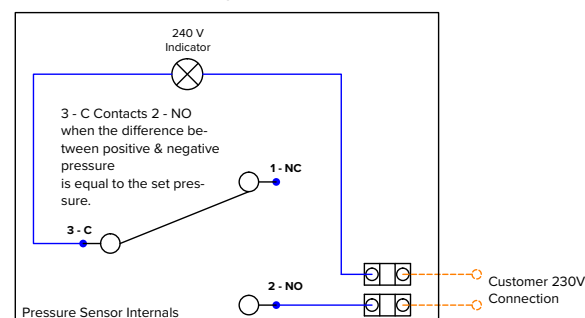 240 V
Indicator
3 - C Contacts 2 - NO
when the difference be-
tween positive & negative
pressure
is equal to the set pres-
sure.
1 - NC
3 - C
2 - NO
Customer 230V
Connection
Pressure Sensor Internals